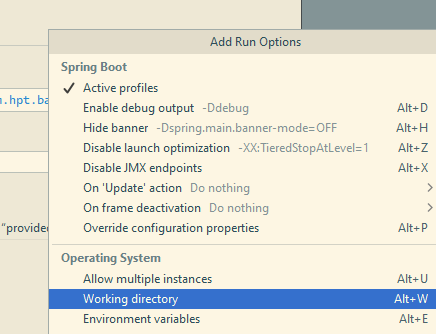 Add Run Options
Spring Boot
✓ Active profiles
Enable debug output -Ddebug Alt+D
Hide banner -Dspring.main.banner-mode=OFF Alt+H
n.hpt.ba
Disable launch optimization -XX:TieredStopAtLevel=1 Alt+Z
Disable JMX endpoints Alt+X
On 'Update' action Do nothing >
On frame deactivation Do nothing >
"provide
Override configuration properties Alt+P
Operating System
Allow multiple instances Alt+U
Working directory Alt+W
Environment variables Alt+E